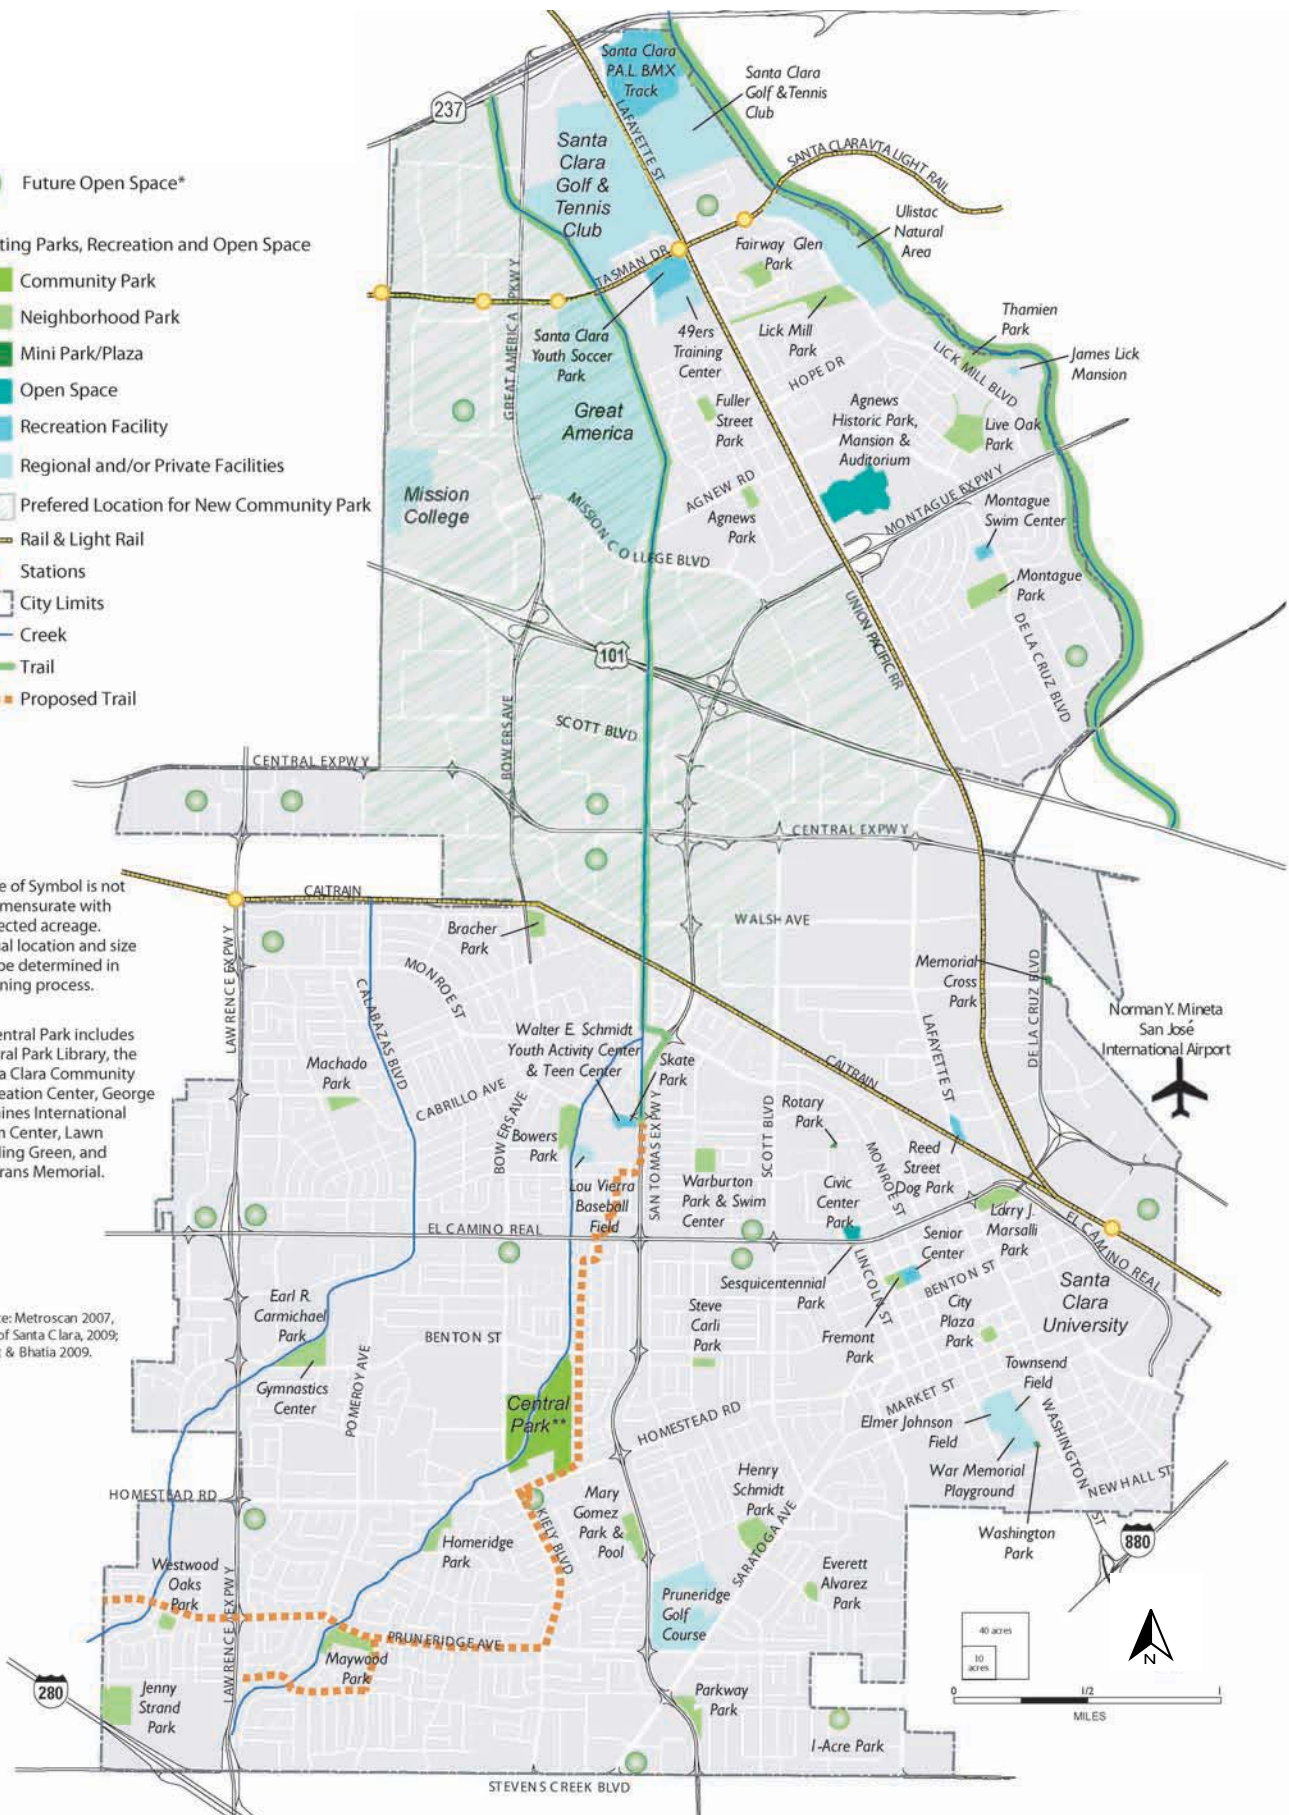 Santa Clara
P.A.L. BMX
Track
Santa Clara
Golf & Tennis
Club
237
LAFAYETTE ST
Santa
Clara
Golf &
Tennis
Club
SANTA CLARA VTA LIGHT RAIL
Future Open Space*
Ulistac
Natural
Area
ting Parks, Recreation and Open Space
Community Park
Neighborhood Park
Mini Park/Plaza
Open Space
Recreation Facility
Regional and/or Private Facilities
Prefered Location for New Community Park
Rail & Light Rail
Stations
City Limits
Creek
Trail
Proposed Trail
Fairway Glen
Park
TASMAN DR
GREAT AMERICA PKWY
Santa Clara
Youth Soccer
Park
49ers
Training
Center
Lick Mill
Park
Thamien
Park
James Lick
Mansion
LICK MILL BLVD
HOPE DR
Great
America
Fuller
Street
Park
Agnews
Historic Park,
Mansion &
Auditorium
Live Oak
Park
Mission
College
MISSION COLLEGE BLVD
AGNEW RD
Agnews
Park
MONTAGUE EXPWY
Montague
Swim Center
Montague
Park
UNION PACIFIC RR
DE LA CRUZ BLVD
101
BOWERS AVE
SCOTT BLVD
CENTRAL EXPWY
CENTRAL EXPWY
e of Symbol is not
mensurate with
ected acreage.
al location and size
be determined in
ning process.
CALTRAIN
WALSH AVE
Bracher
Park
LAWRENCE EXPWY
MONROE ST
CALABAZAS BLVD
Memorial
Cross
Park
DE LA CRUZ BLVD
Norman Y. Mineta
San José
International Airport
entral Park includes
ral Park Library, the
a Clara Community
eation Center, George
ines International
m Center, Lawn
ling Green, and
rans Memorial.
Walter E. Schmidt
Youth Activity Center
& Teen Center
Skate
Park
LAFAYETTE ST
Machado
Park
CABRILLO AVE
CALTRAIN
BOWERS AVE
Bowers
Park
SAN TOMAS EXPWY
SCOTT BLVD
Rotary
Park
MONROE ST
Reed
Street
Dog Park
Lou Vierra
Baseball
Field
Warburton
Park & Swim
Center
Civic
Center
Park
Larry J.
Marsalli
Park
EL CAMINO REAL
EL CAMINO REAL
Senior
Center
Sesquicentennial
Park
LINCOLN ST
BENTON ST
Santa
Clara
University
Earl R.
Carmichael
Park
Steve
Carli
Park
City
Plaza
Park
ce: Metroscan 2007,
of Santa Clara, 2009;
t & Bhatia 2009.
BENTON ST
Fremont
Park
Gymnastics
Center
POMEROY AVE
Townsend
Field
Central
Park**
MARKET ST
Elmer Johnson
Field
HOMESTEAD RD
WASHINGTON ST
War Memorial
Playground
NEW HALL ST
HOMESTEAD RD
Henry
Schmidt
Park
Mary
Gomez
Park &
Pool
KIELY BLVD
Homeridge
Park
SARATOGA AVE
Washington
Park
880
Westwood
Oaks
Park
Everett
Alvarez
Park
Pruneridge
Golf
Course
LAWRENCE EXPWY
PRUNERIDGE AVE
Maywood
Park
40 acres
10
acres
N
280
Jenny
Strand
Park
Parkway
Park
0
1/2
1
MILES
1-Acre Park
STEVENS CREEK BLVD